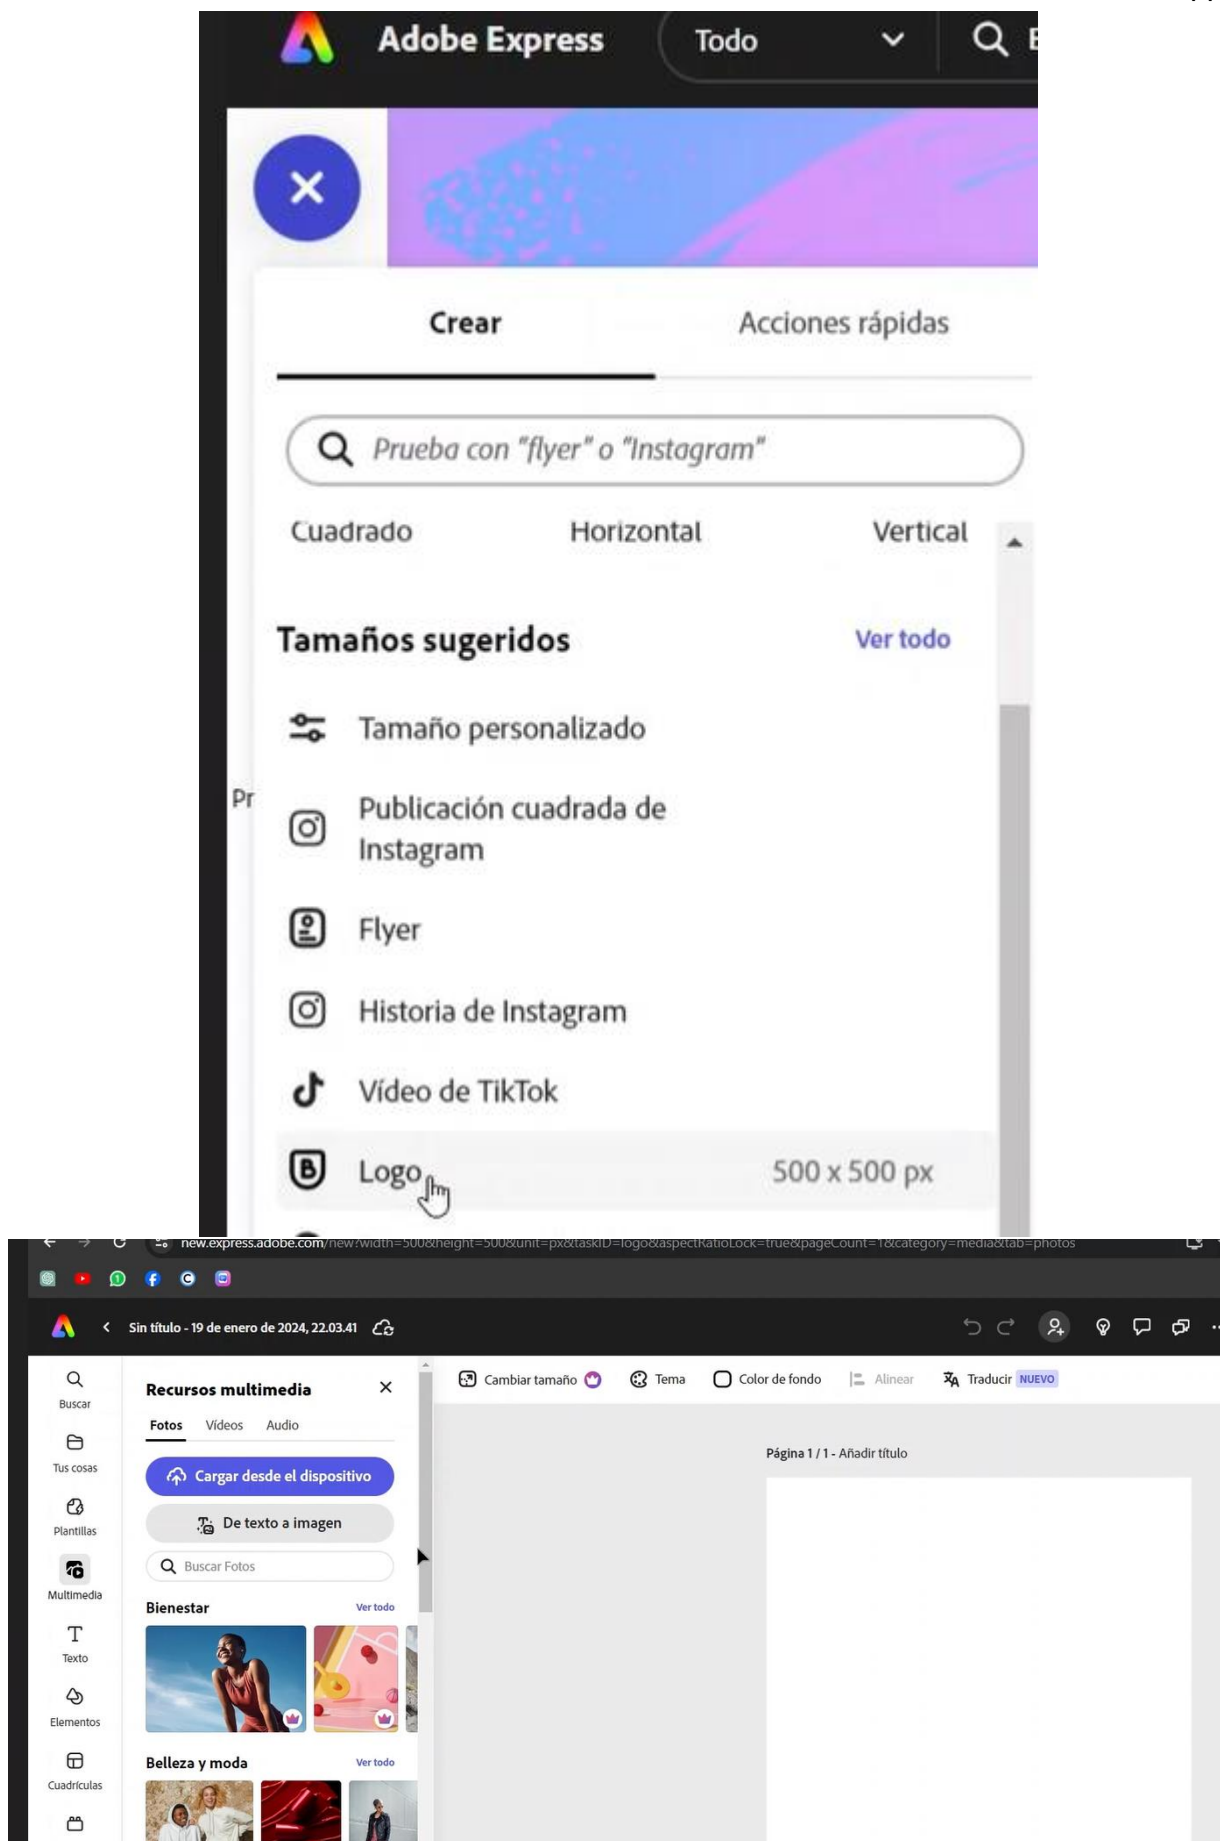 Adobe Express
Todo
Crear
Acciones rápidas
Prueba con "flyer" o "Instagram"
Cuadrado
Horizontal
Vertical
Tamaños sugeridos
Ver todo
Tamaño personalizado
Pr
Publicación cuadrada de
Instagram
Flyer
Historia de Instagram
Vídeo de TikTok
Logo
500 x 500 px
new.express.adobe.com/new?width=500&height=500&unit=px&taskID=logo&aspectRatioLock=true&pageCount=1&category=media&tab=photos
Sin título - 19 de enero de 2024, 22.03.41
Buscar
Tus cosas
Plantillas
Multimedia
Texto
Elementos
Cuadrículas
Recursos multimedia
Fotos
Vídeos
Audio
Cargar desde el dispositivo
De texto a imagen
Buscar Fotos
Bienestar
Ver todo
Belleza y moda
Ver todo
Cambiar tamaño
Tema
Color de fondo
Alinear
Traducir
NUEVO
Página 1 / 1 - Añadir título